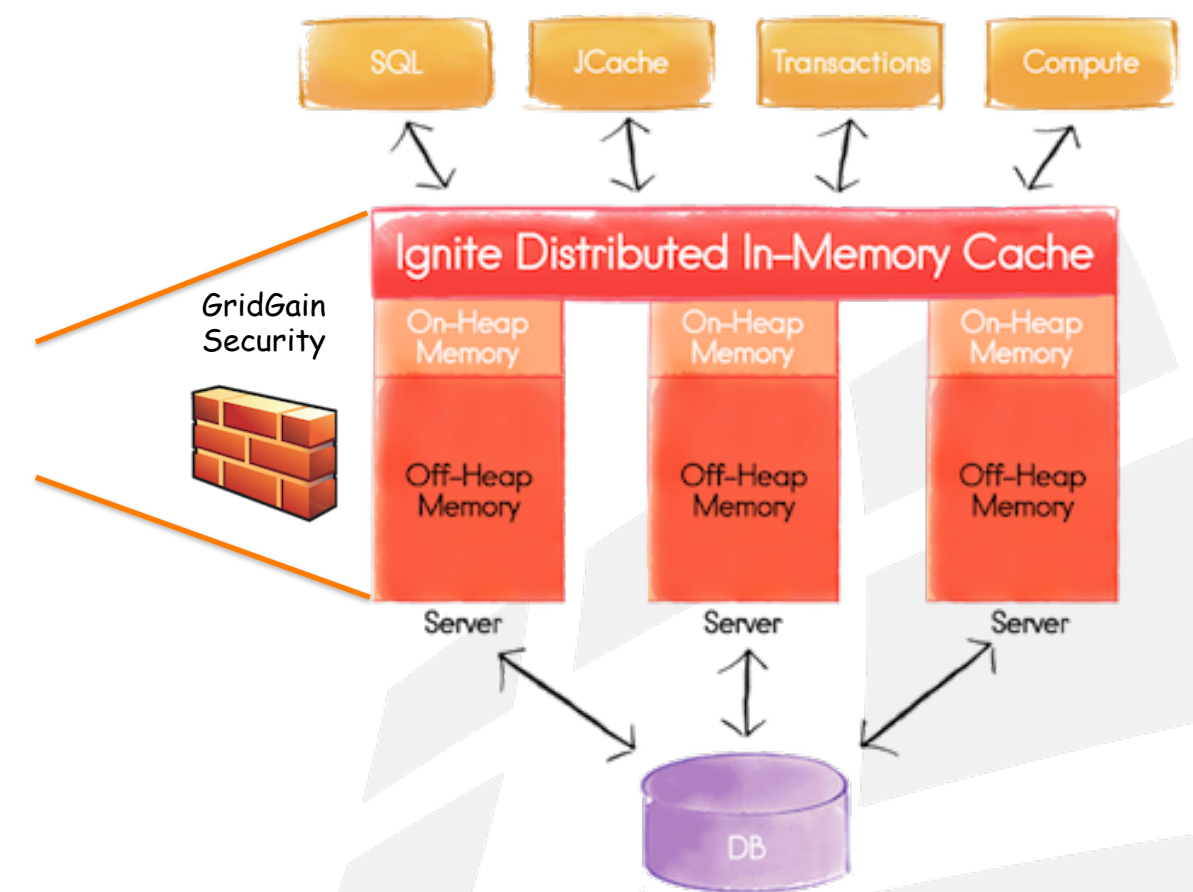 SQL
JCache
Transactions
Compute
Ignite Distributed In-Memory Cache
GridGain
Security
On-Heap
Memory
On-Heap
Memory
On-Heap
Memory
Off-Heap
Memory
Off-Heap
Memory
Off-Heap
Memory
Server
Server
Server
DB